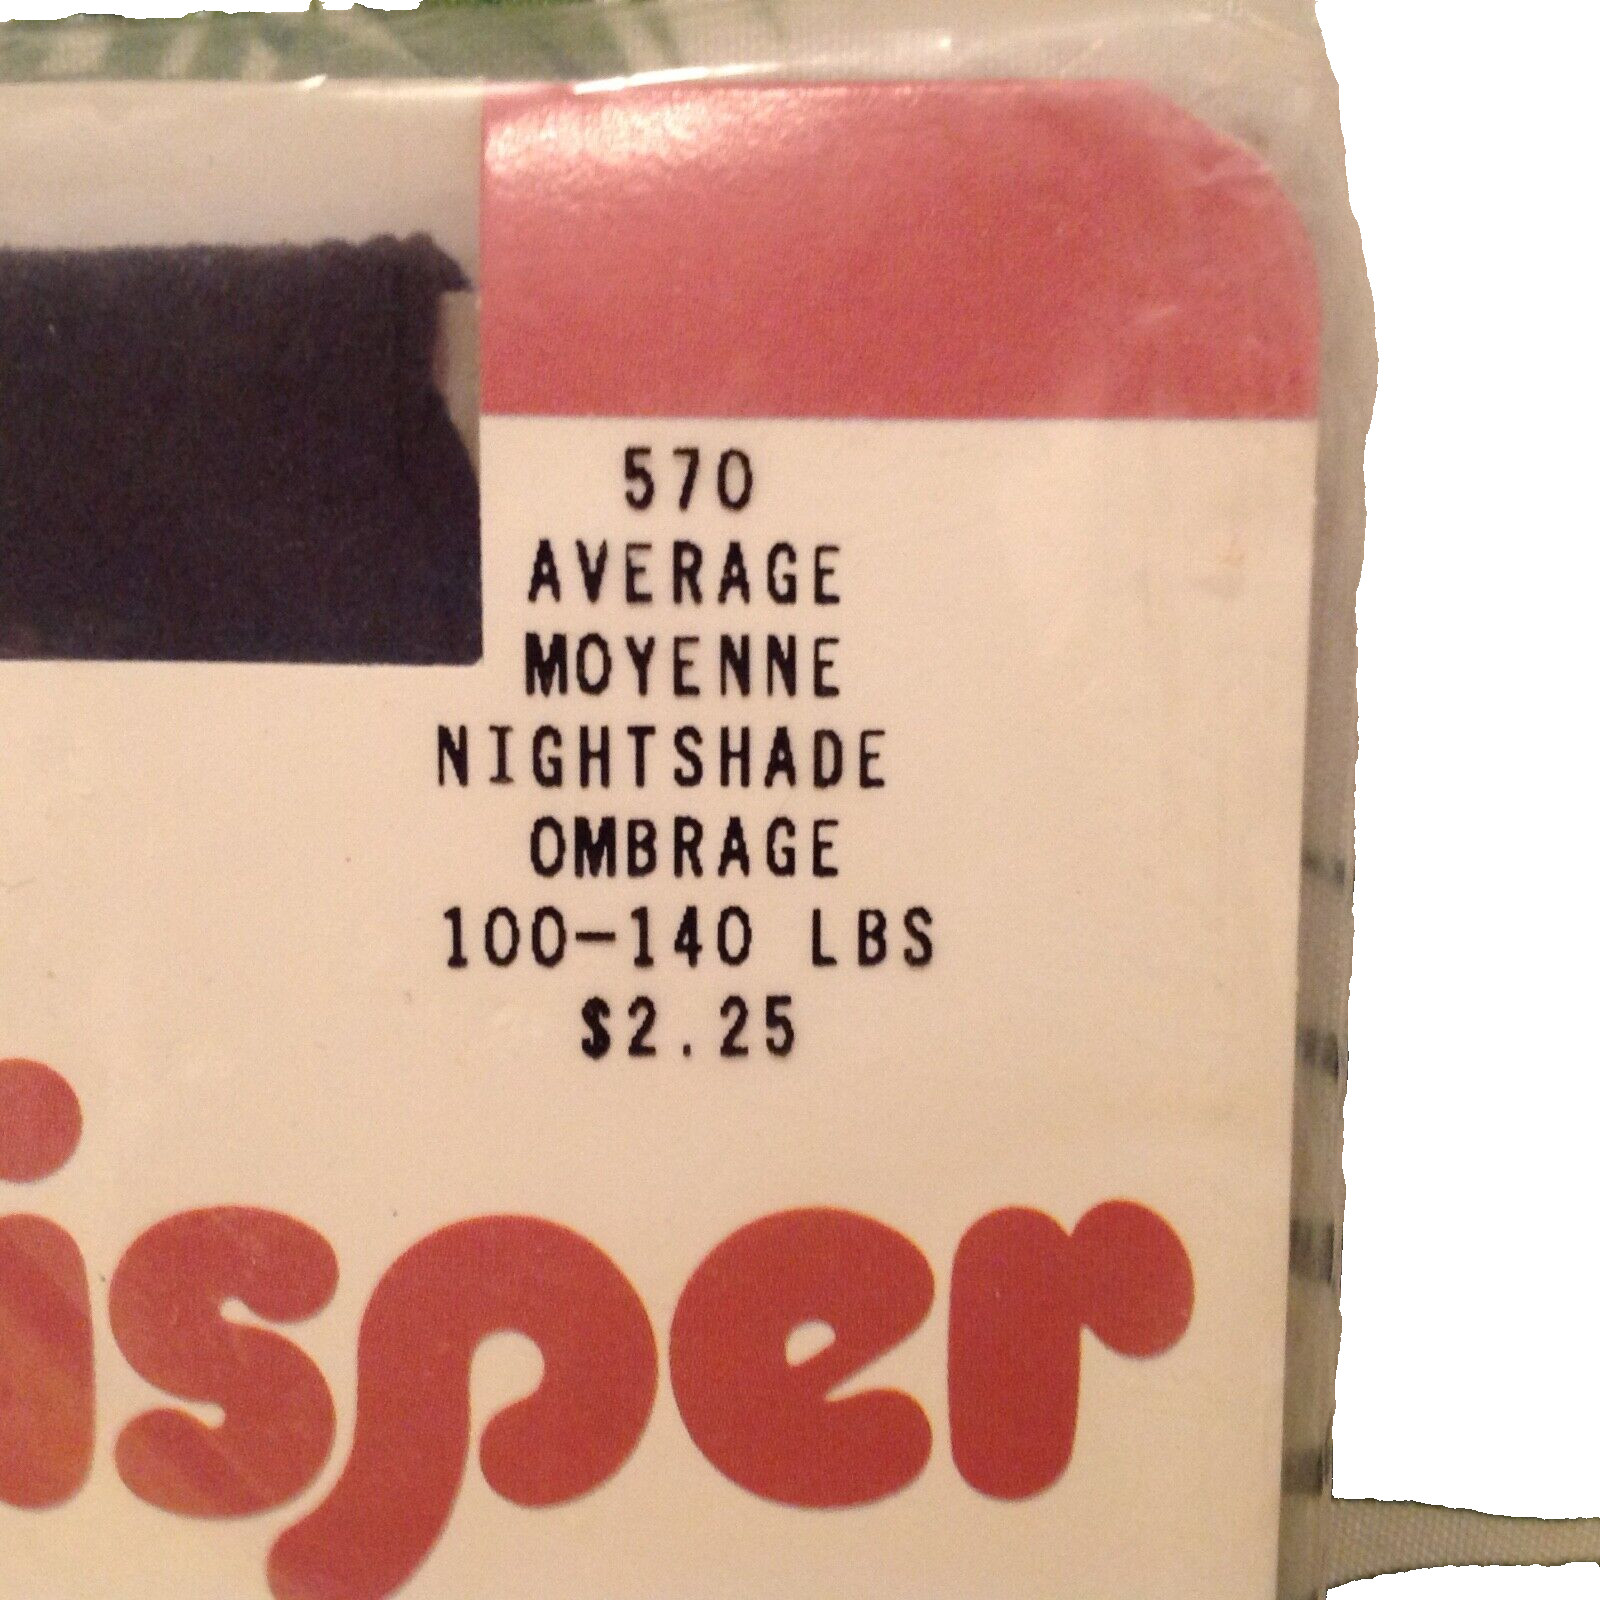 570
AVERAGE
MOYENNE
NIGHTSHADE
OMBRAGE
100-140 LBS
$2.25
isper